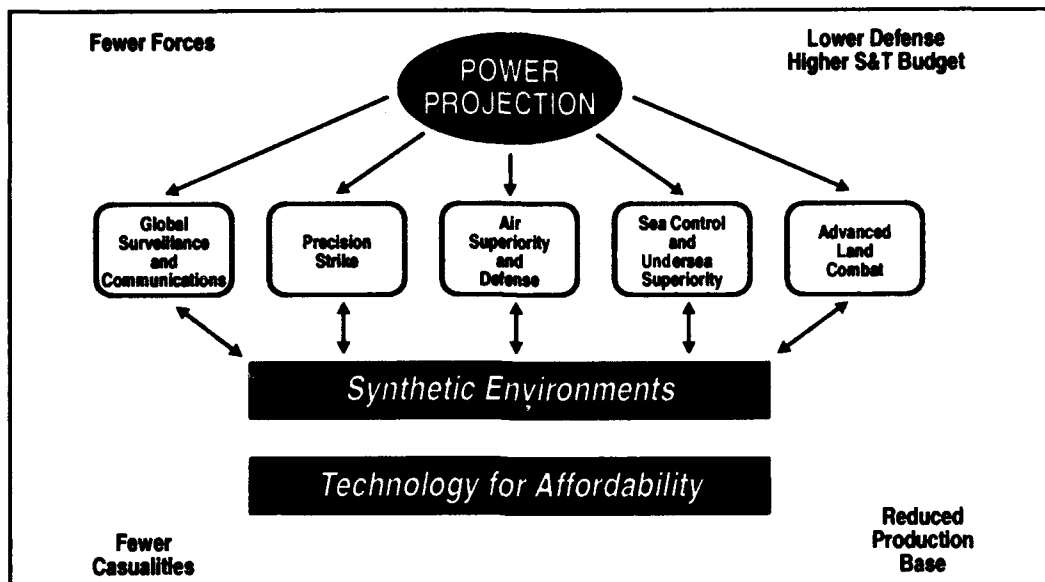 Fewer Forces
Lower Defense
Higher S&T Budget
POWER
PROJECTION
Global
Surveillance
and
Communications
Precision
Strike
Air
Superiority
and
Defense
Sea Control
and
Undersea
Superiority
Advanced
Land
Combat
Synthetic Environments
Technology for Affordability
Fewer
Casualities
Reduced
Production
Base